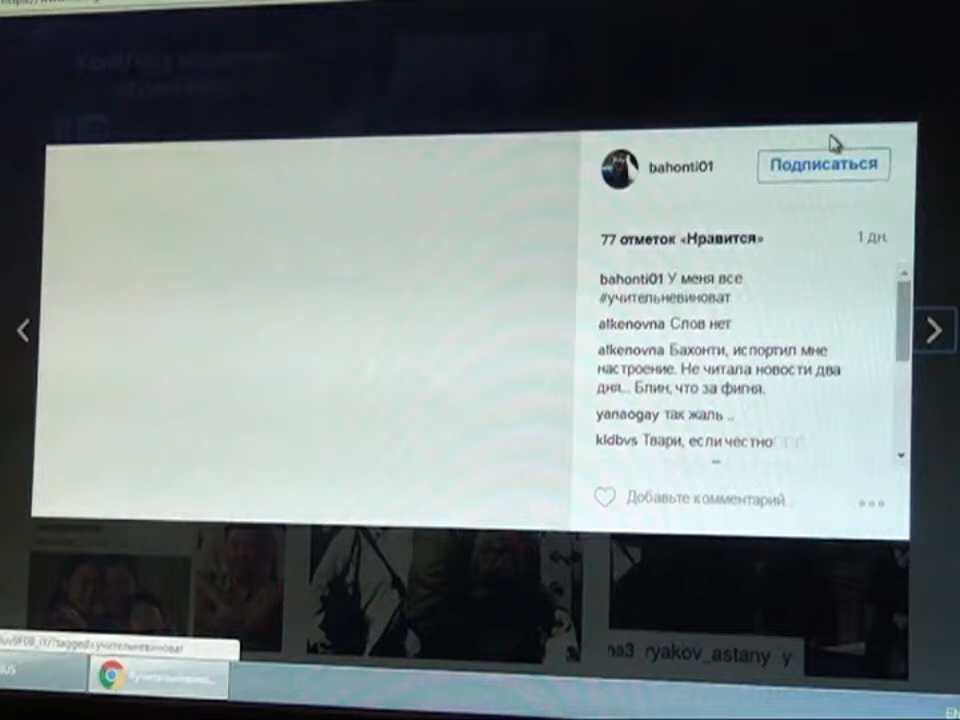 bahonti01
Подписаться
77 отметок «Нравится»
1 дн.
bahonti01 У меня все
#учительневиноват
alkenovna Слов нет
alkenovna Бахонти, испортил мне
настроение. Не читала новости два
дня... Блин, что за фигня.
yanaogay так жаль ..
kldbvs Твари, если честно
Добавьте комментарий
ryakov_astany у
EN